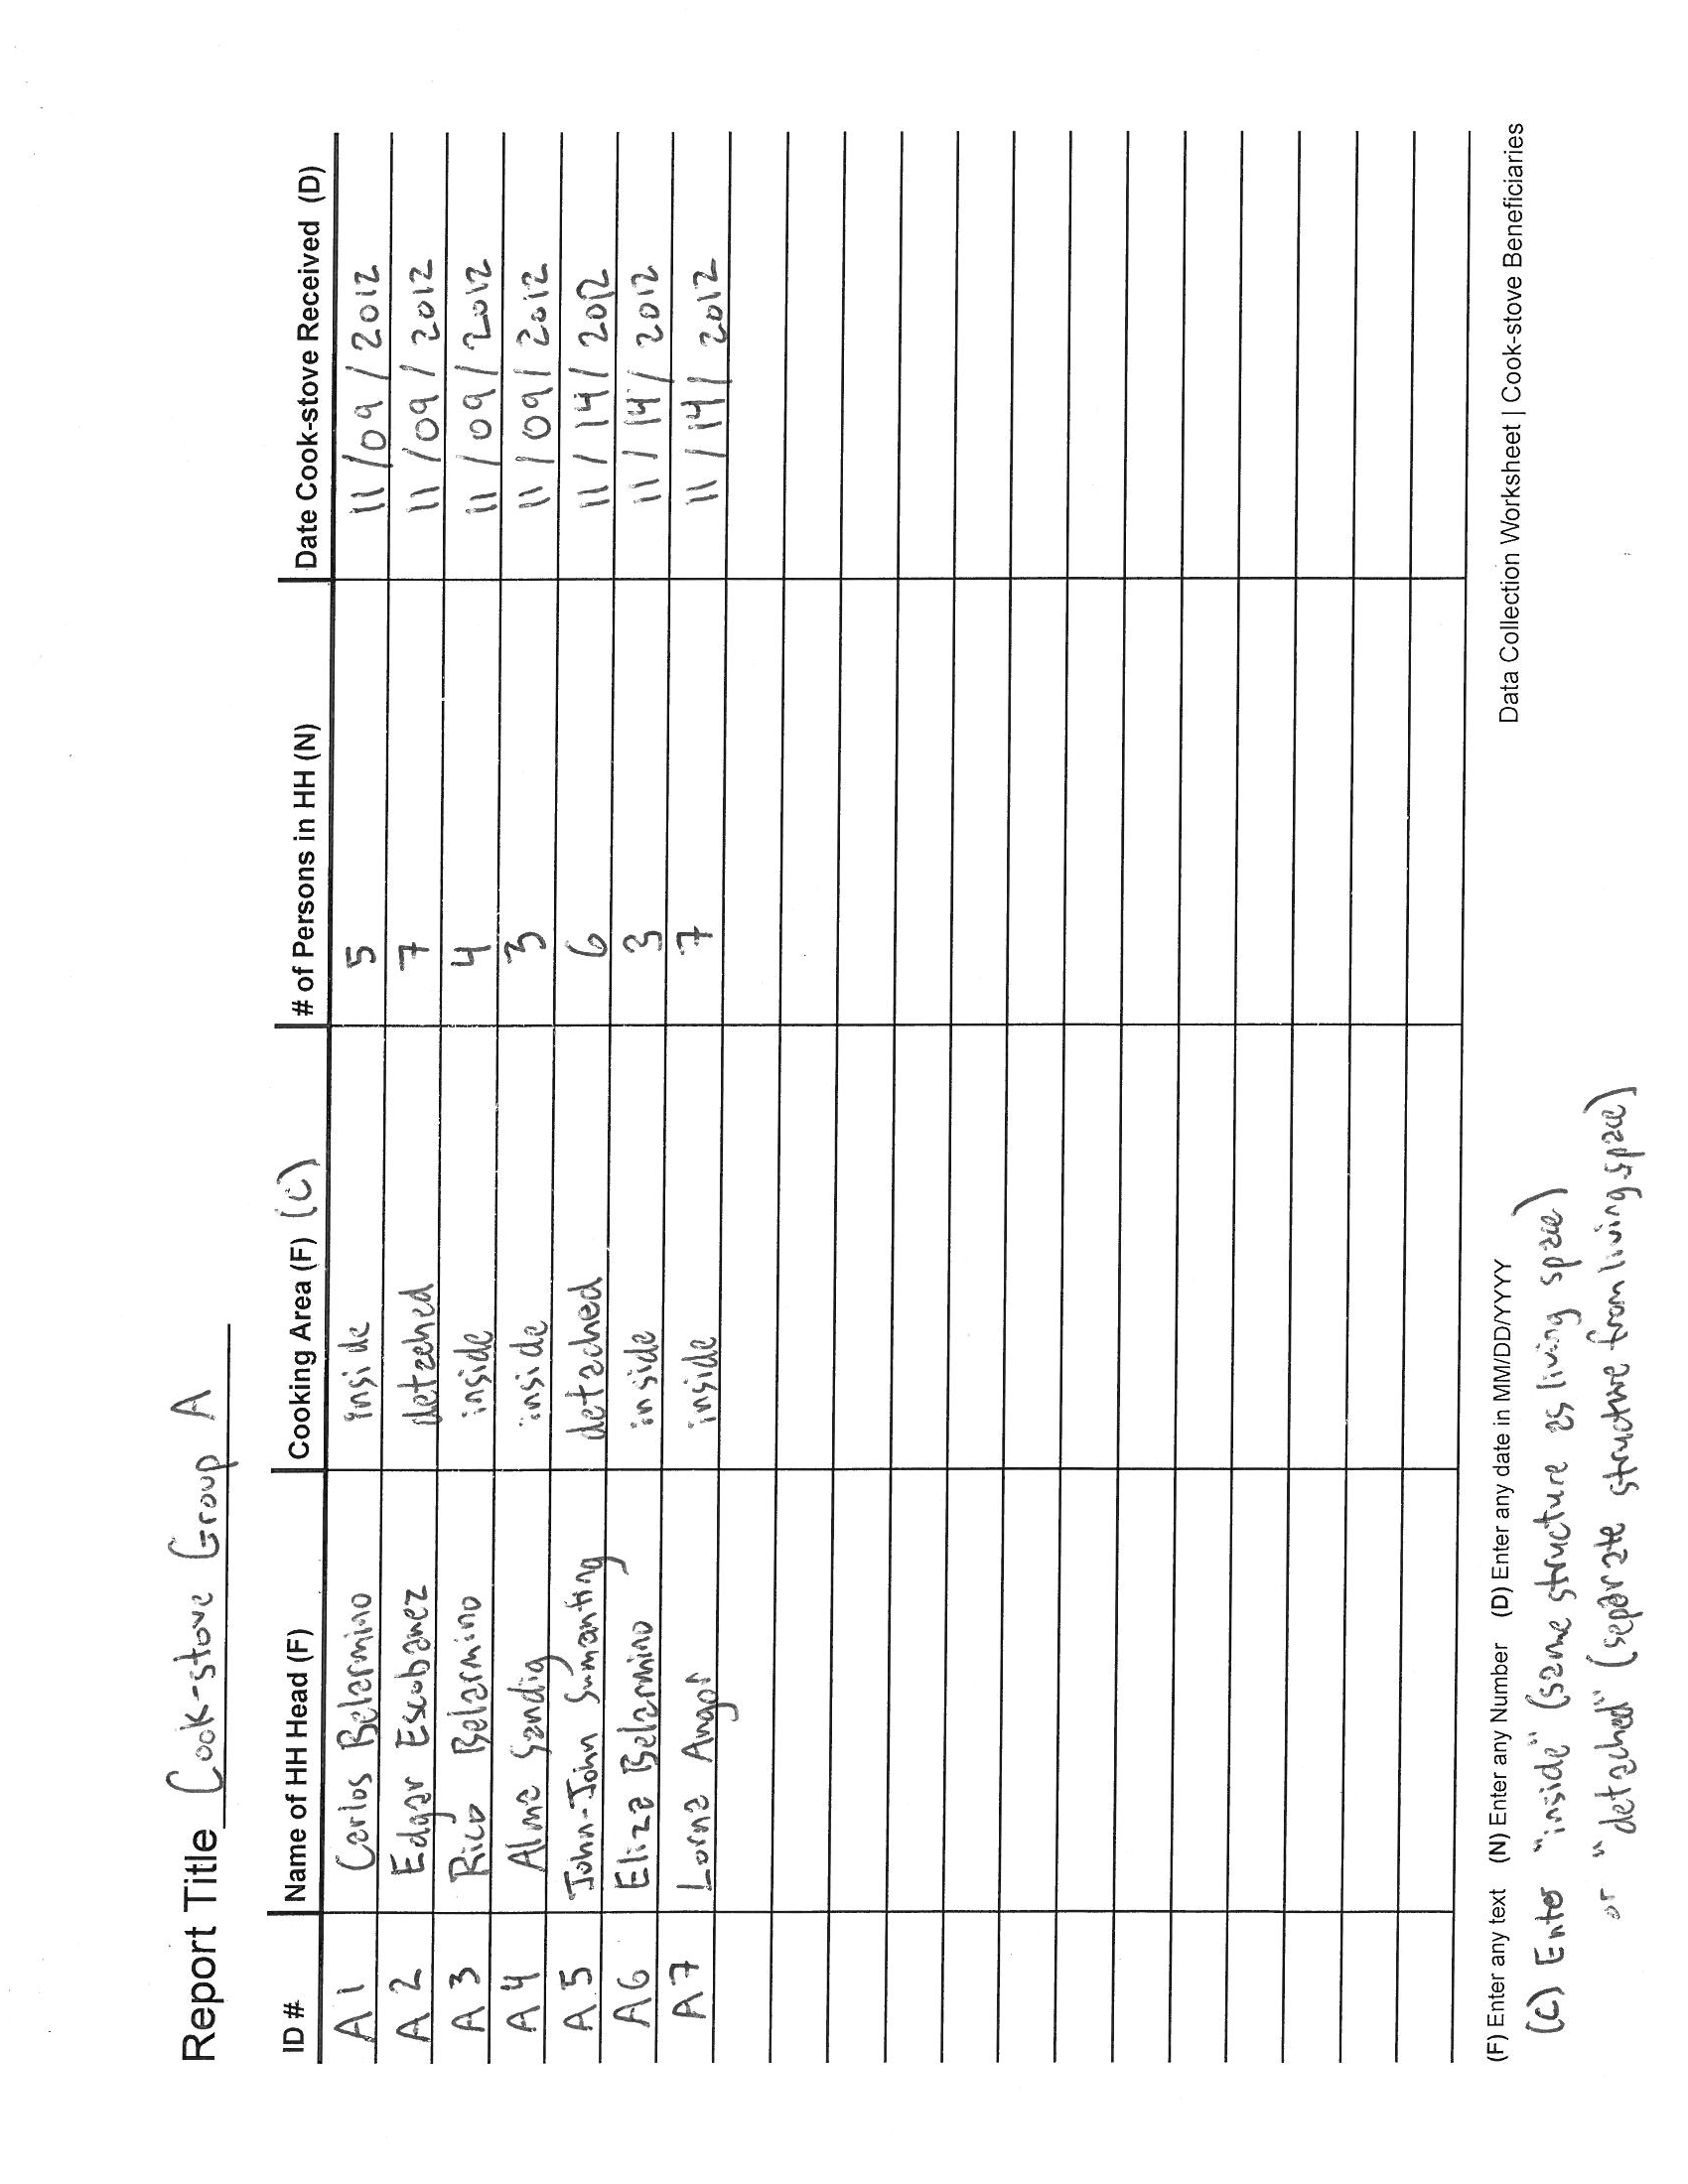 Report Title Cook-stove Group A
ID # Name of HH Head (F) Cooking Area (F) (C) # of Persons in HH (N) Date Cook-stove Received (D)
A1 Carlos Belarmino inside 5 11/09/2012
A2 Edgar Escobanez detached 7 11/09/2012
A3 Rico Belarmino inside 4 11/09/2012
A4 Alma Sandig inside 3 11/09/2012
A5 John-John Sumanting detached 6 11/14/2012
A6 Eliza Belarmino inside 3 11/14/2012
A7 Lorna Angor inside 7 11/14/2012
(F) Enter any text (N) Enter any Number (D) Enter any date in MM/DD/YYYY Data Collection Worksheet | Cook-stove Beneficiaries
(C) Enter "inside" (same structure as living space)
or "detached" (separate structure from living space)